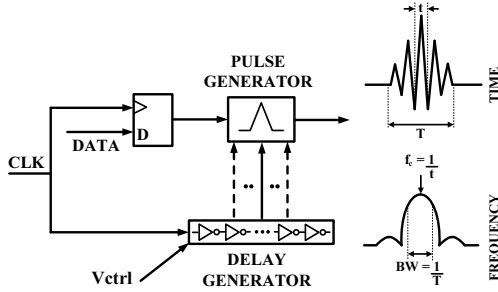 PULSE
GENERATOR
D
DATA
CLK
Vctrl
DELAY
GENERATOR
t
T
TIME
f_c = 1/t
BW = 1/T
FREQUENCY